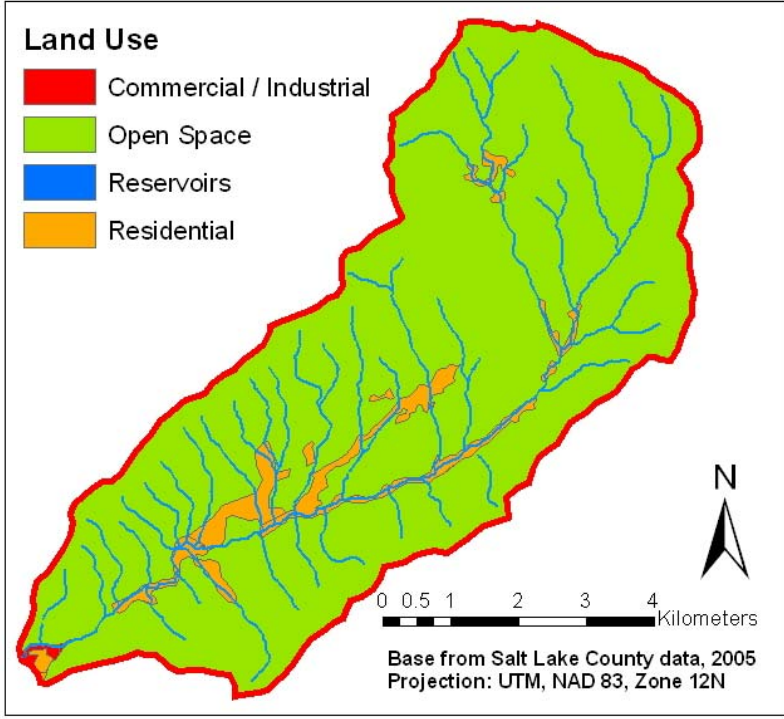 Land Use
Commercial / Industrial
Open Space
Reservoirs
Residential
N
0 0.5 1 2 3 4
Kilometers
Base from Salt Lake County data, 2005
Projection: UTM, NAD 83, Zone 12N